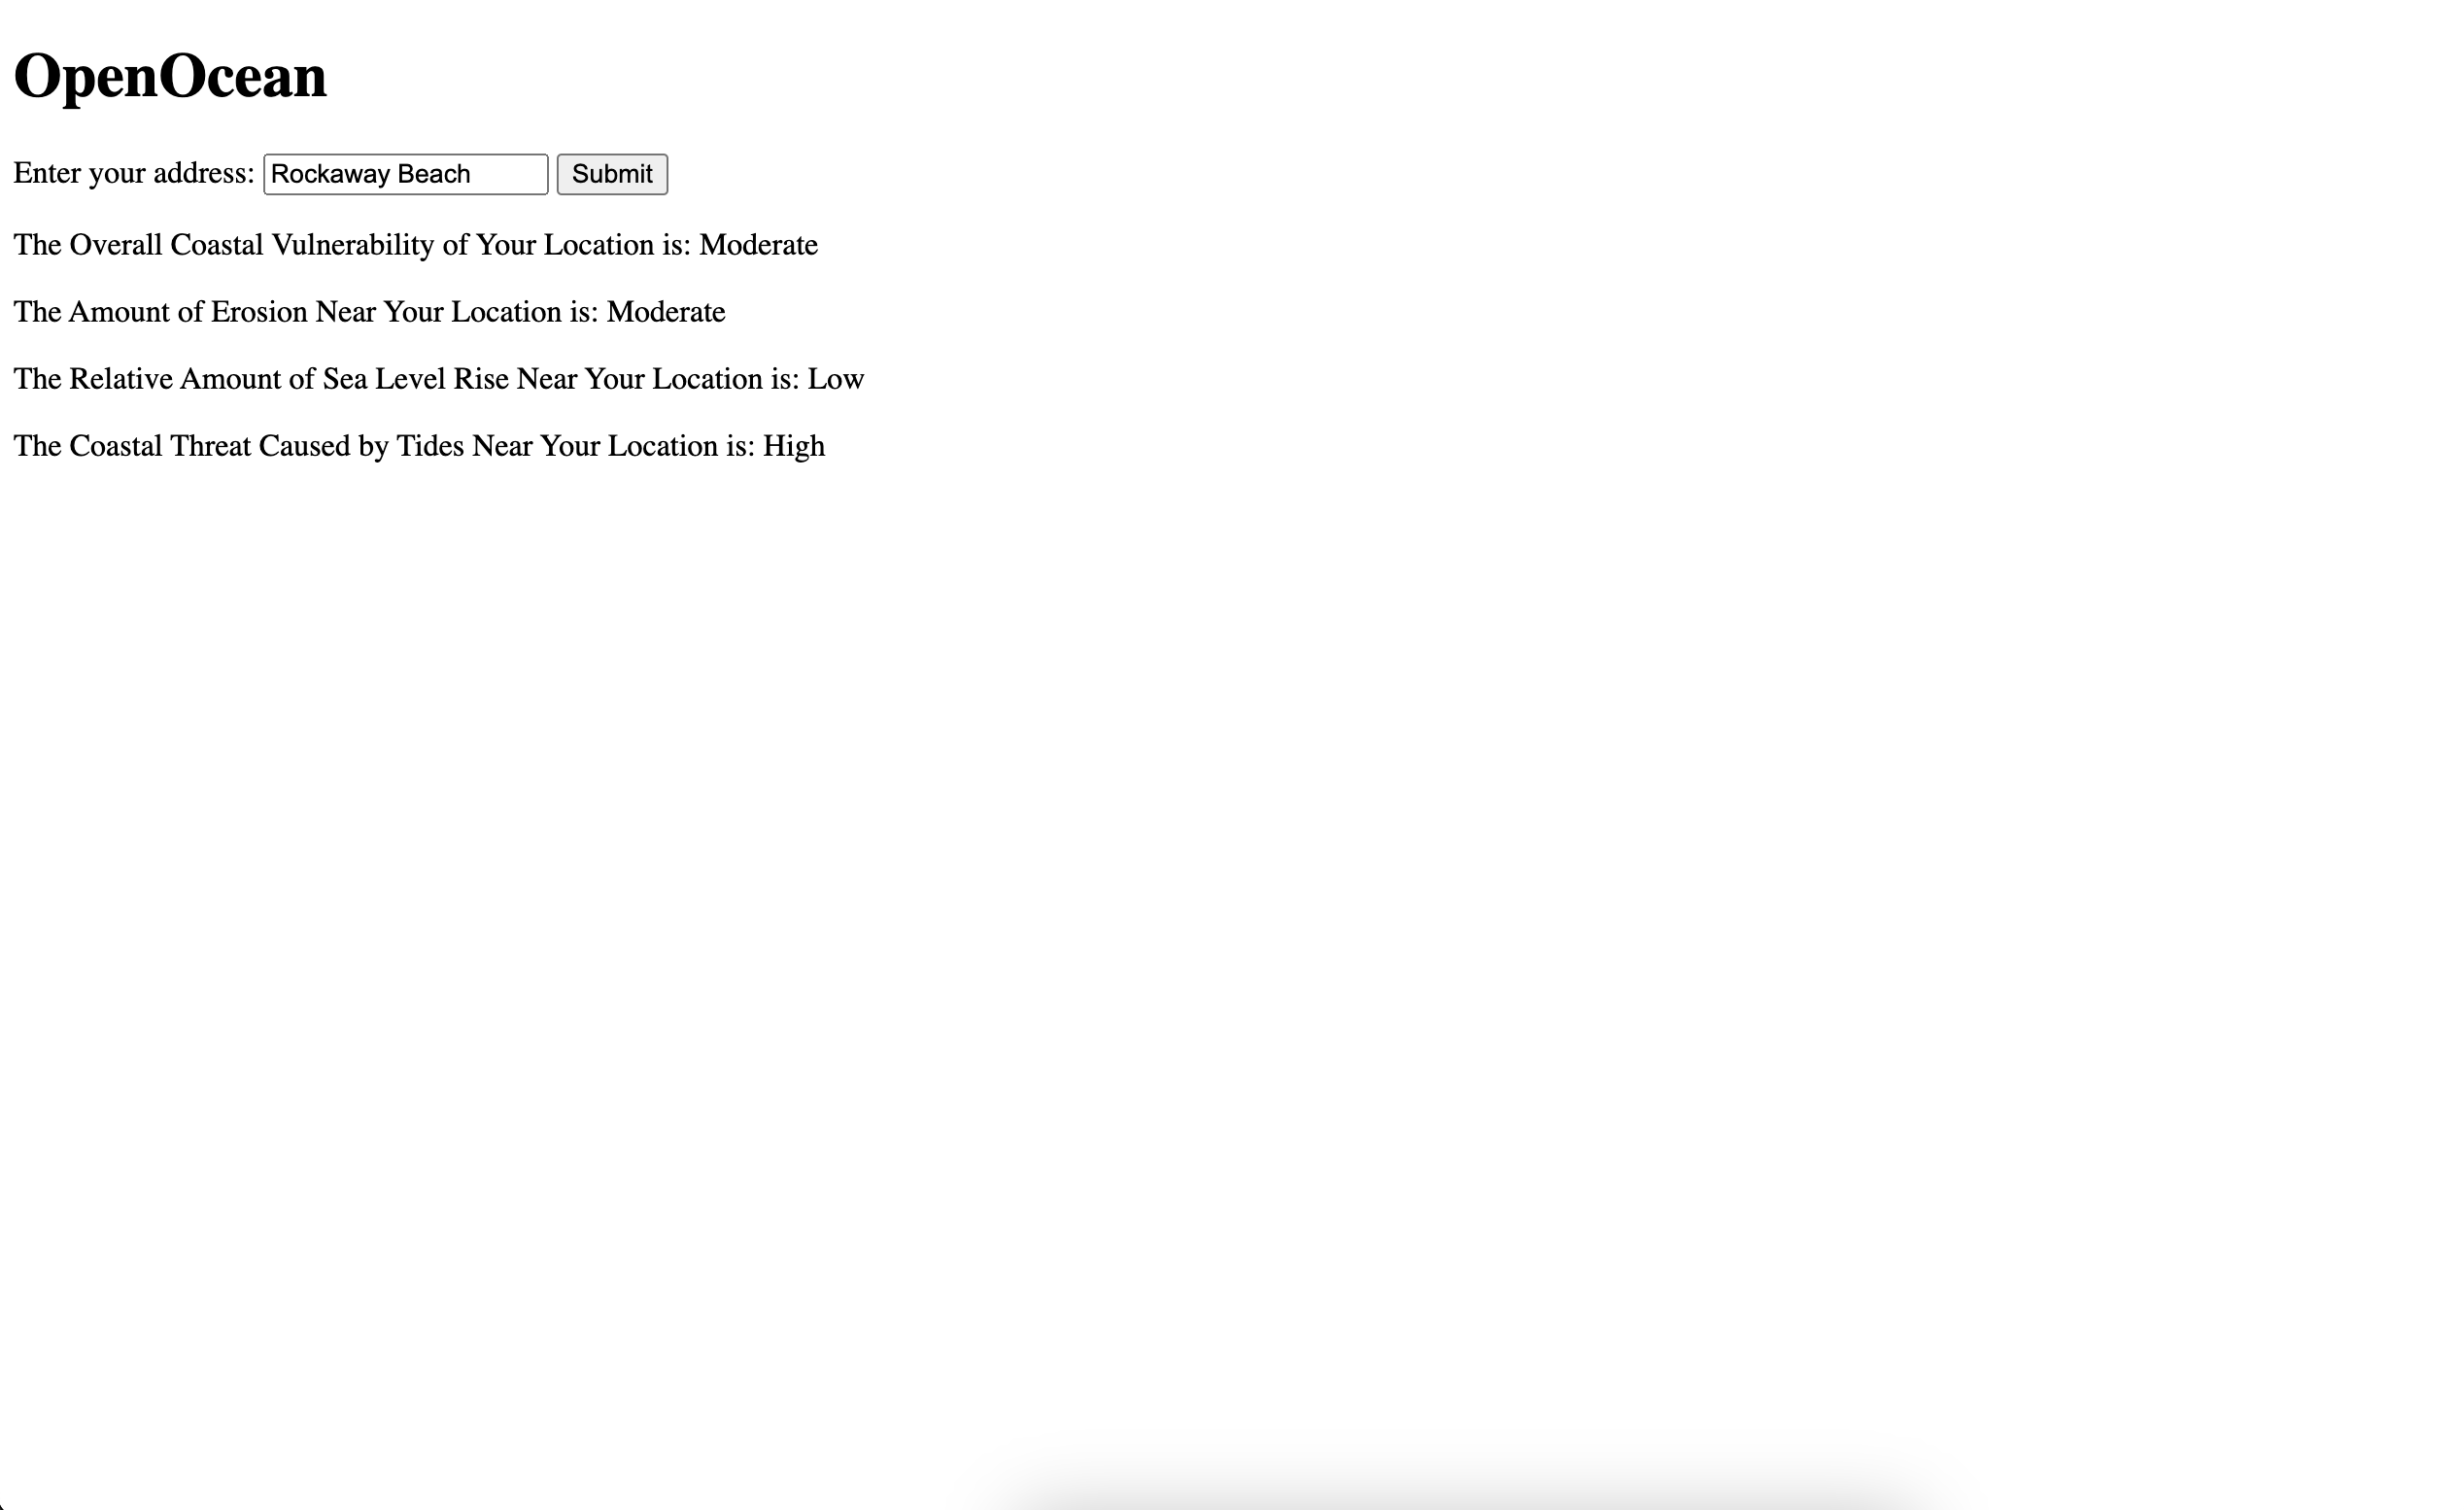 OpenOcean
Enter your address: Rockaway Beach Submit
The Overall Coastal Vulnerability of Your Location is: Moderate
The Amount of Erosion Near Your Location is: Moderate
The Relative Amount of Sea Level Rise Near Your Location is: Low
The Coastal Threat Caused by Tides Near Your Location is: High